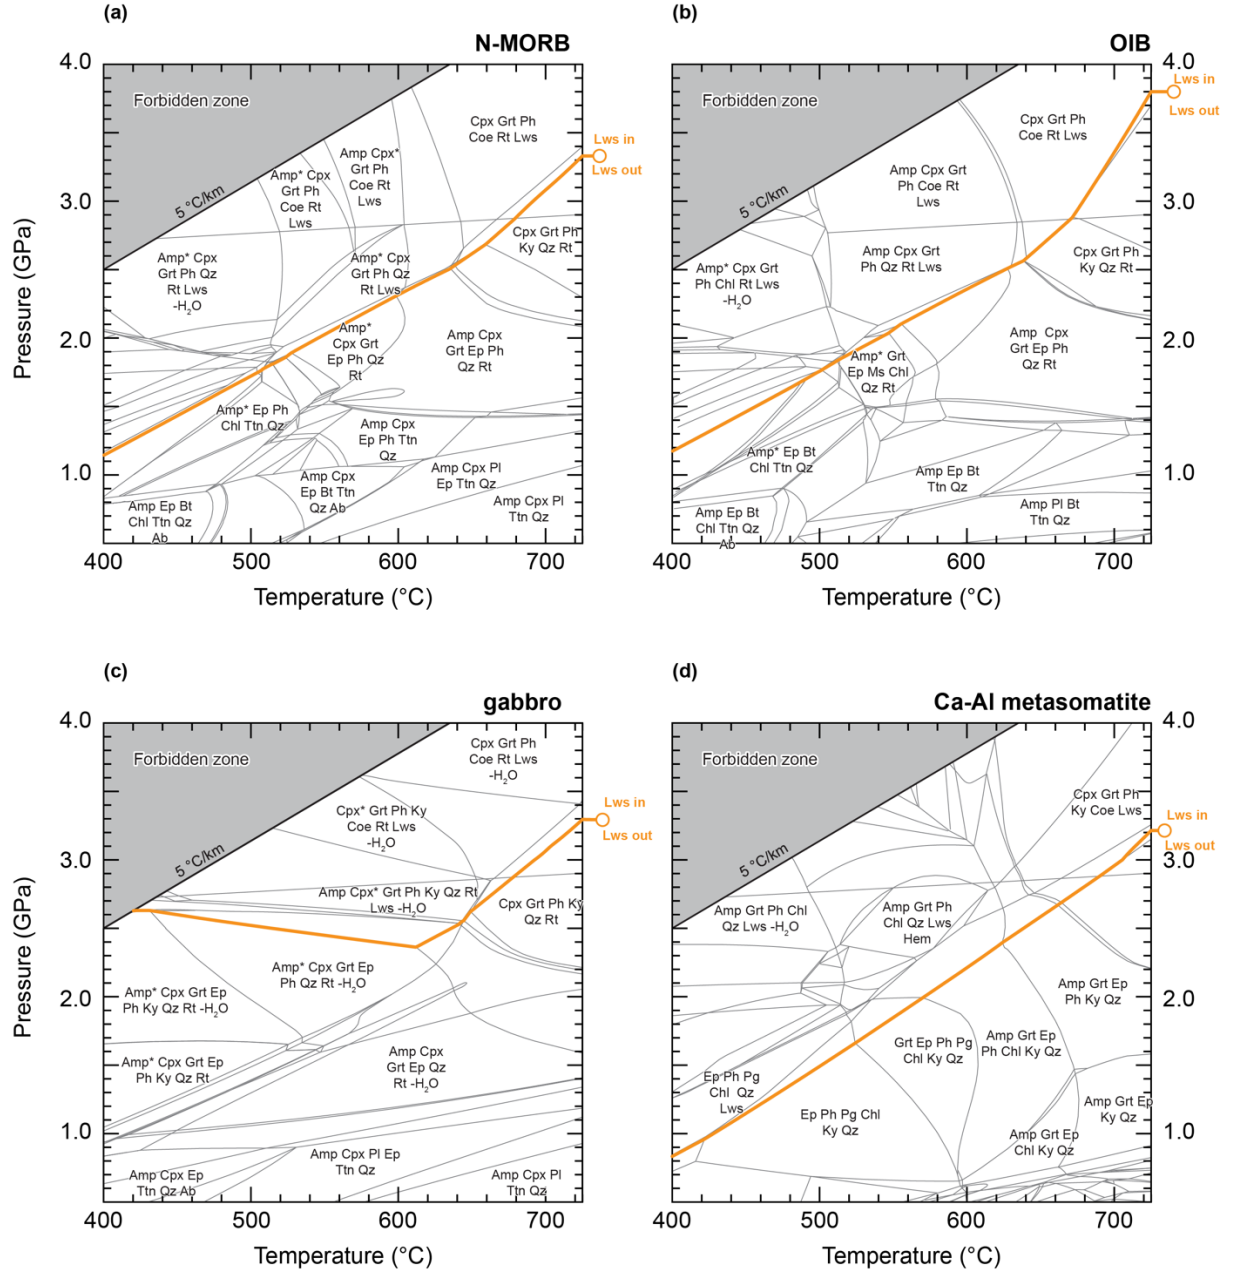 (a)
N-MORB
4.0
3.0
2.0
1.0
Pressure (GPa)
Forbidden zone
5 °C/km
Cpx Grt Ph
Coe Rt Lws
Lws in
Lws out
Amp Cpx*
Grt Ph
Coe Rt
Lws
Amp* Cpx
Grt Ph
Coe Rt
Lws
Cpx Grt Ph
Ky Qz Rt
Amp* Cpx
Grt Ph Qz
Rt Lws
-H₂O
Amp* Cpx
Grt Ph Qz
Rt Lws
Amp*
Cpx Grt
Ep Ph Qz
Rt
Amp Cpx
Grt Ep Ph
Qz Rt
Amp* Ep Ph
Chl Ttn Qz
Amp Cpx
Ep Ph Ttn
Qz
Amp Cpx Pl
Ep Ttn Qz
Amp Cpx
Ep Bt Ttn
Qz Ab
Amp Cpx Pl
Ttn Qz
Amp Ep Bt
Chl Ttn Qz
Ab
400
500
600
700
Temperature (°C)
(b)
OIB
4.0
3.0
2.0
1.0
Forbidden zone
5 °C/km
Lws in
Lws out
Cpx Grt Ph
Coe Rt Lws
Amp Cpx Grt
Ph Coe Rt
Lws
Amp Cpx Grt
Ph Qz Rt Lws
Cpx Grt Ph
Ky Qz Rt
Amp* Cpx Grt
Ph Chl Rt Lws
-H₂O
Amp* Grt
Ep Ms Chl
Qz Rt
Amp Cpx
Grt Ep Ph
Qz Rt
Amp* Ep Bt
Chl Ttn Qz
Amp Ep Bt
Ttn Qz
Amp Pl Bt
Ttn Qz
Amp Ep Bt
Chl Ttn Qz
Ab
400
500
600
700
Temperature (°C)
(c)
gabbro
4.0
3.0
2.0
1.0
Pressure (GPa)
Forbidden zone
5 °C/km
Cpx Grt Ph
Coe Rt Lws
-H₂O
Lws in
Lws out
Cpx* Grt Ph Ky
Coe Rt Lws
-H₂O
Amp Cpx* Grt Ph Ky Qz Rt
Lws -H₂O
Cpx Grt Ph Ky
Qz Rt
Amp* Cpx Grt Ep
Ph Qz Rt -H₂O
Amp* Cpx Grt Ep
Ph Ky Qz Rt -H₂O
Amp* Cpx Grt Ep
Ph Ky Qz Rt
Amp Cpx
Grt Ep Qz
Rt -H₂O
Amp Cpx Pl Ep
Ttn Qz
Amp Cpx Ep
Ttn Qz Ab
Amp Cpx Pl
Ttn Qz
400
500
600
700
Temperature (°C)
(d)
Ca-Al metasomatite
4.0
3.0
2.0
1.0
Forbidden zone
5 °C/km
Cpx Grt Ph
Ky Coe Lws
Lws in
Lws out
Amp Grt Ph Chl
Qz Lws -H₂O
Amp Grt Ph
Chl Qz Lws
Hem
Amp Grt Ep
Ph Ky Qz
Grt Ep Ph Pg
Chl Ky Qz
Amp Grt Ep
Ph Chl Ky Qz
Ep Ph Pg
Chl Qz
Lws
Ep Ph Pg Chl
Ky Qz
Amp Grt Ep
Ky Qz
Amp Grt Ep
Chl Ky Qz
400
500
600
700
Temperature (°C)